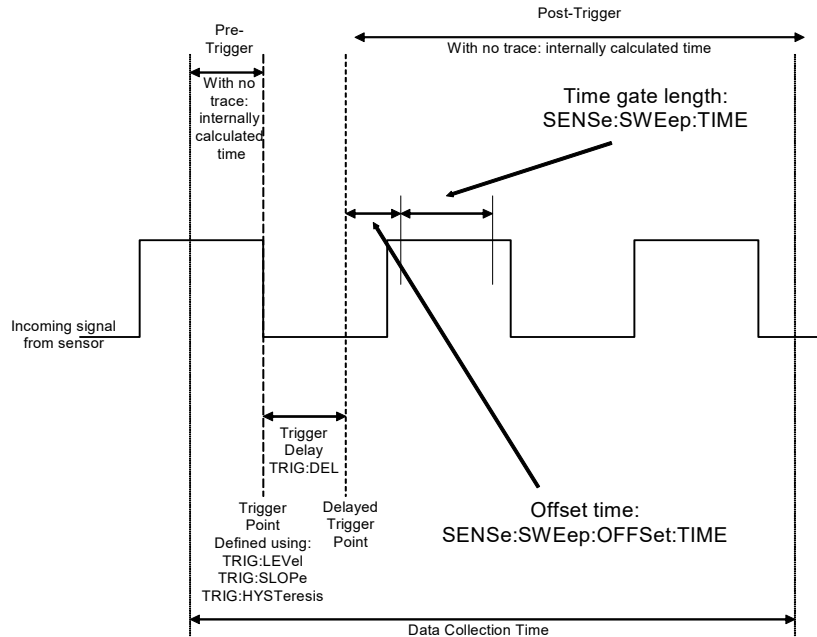 Pre-
Trigger
With no
trace:
internally
calculated
time
Post-Trigger
With no trace: internally calculated time
Time gate length:
SENSe:SWEep:TIME
Incoming signal
from sensor
Trigger
Delay
TRIG:DEL
Trigger
Point
Defined using:
TRIG:LEVel
TRIG:SLOPe
TRIG:HYSTeresis
Delayed
Trigger
Point
Offset time:
SENSe:SWEep:OFFSet:TIME
Data Collection Time